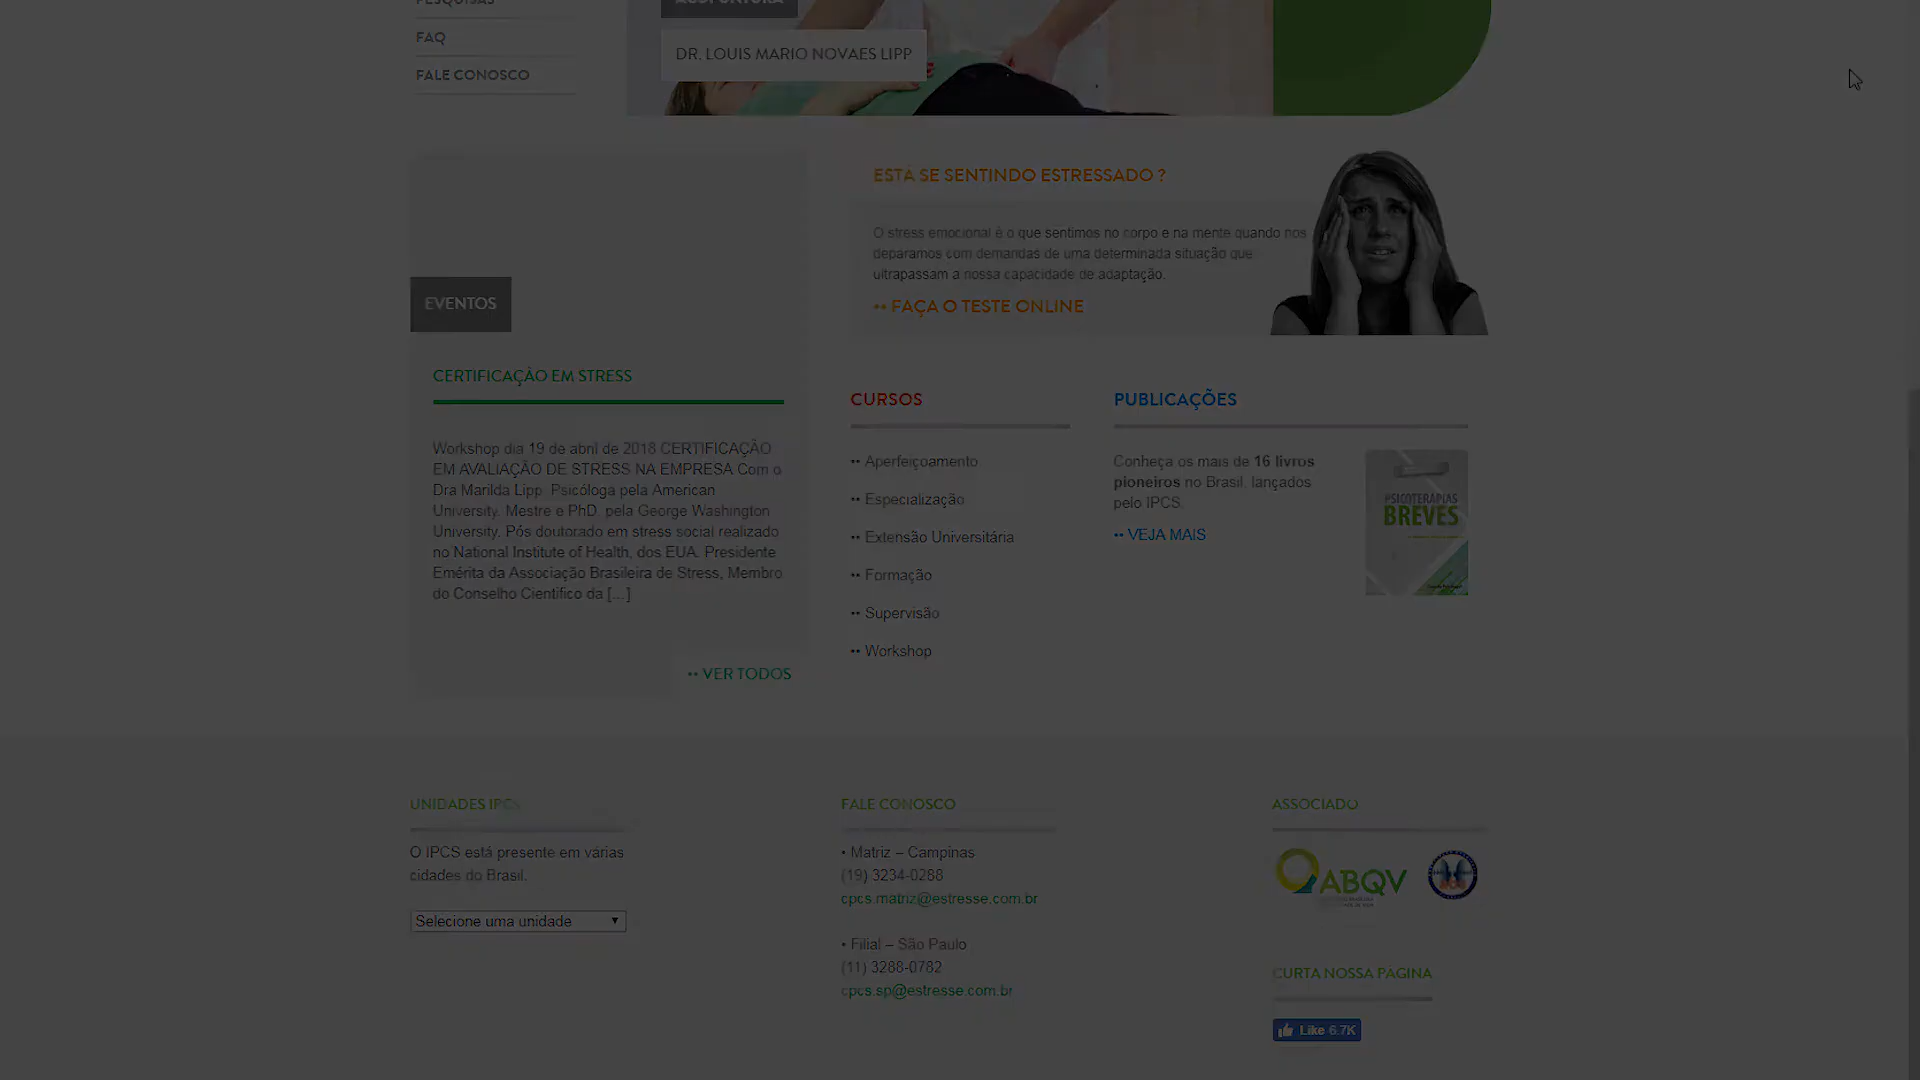 PESQUISAS
FAQ
FALE CONOSCO
ACUPUNTURA
DR. LOUIS MARIO NOVAES LIPP
EVENTOS
CERTIFICAÇÃO EM STRESS
Workshop dia 19 de abril de 2018 CERTIFICAÇÃO
EM AVALIAÇÃO DE STRESS NA EMPRESA Com o
Dra Marilda Lipp. Psicóloga pela American
University. Mestre e PhD. pela George Washington
University. Pós doutorado em stress social realizado
no National Institute of Health, dos EUA. Presidente
Emérita da Associação Brasileira de Stress, Membro
do Conselho Científico da [...]
•• VER TODOS
ESTÁ SE SENTINDO ESTRESSADO ?
O stress emocional é o que sentimos no corpo e na mente quando nos
deparamos com demandas de uma determinada situação que
ultrapassam a nossa capacidade de adaptação.
•• FAÇA O TESTE ONLINE
CURSOS
•• Aperfeiçoamento
•• Especialização
•• Extensão Universitária
•• Formação
•• Supervisão
•• Workshop
PUBLICAÇÕES
Conheça os mais de 16 livros
pioneiros no Brasil, lançados
pelo IPCS.
•• VEJA MAIS
PSICOTERAPIAS
BREVES
UNIDADES IPCS
O IPCS está presente em várias
cidades do Brasil.
Selecione uma unidade
FALE CONOSCO
• Matriz – Campinas
(19) 3234-0288
cpcs.matriz@estresse.com.br
• Filial – São Paulo
(11) 3288-0782
cpcs.sp@estresse.com.br
ASSOCIADO
ABQV
CURTA NOSSA PÁGINA
Like 6.7K